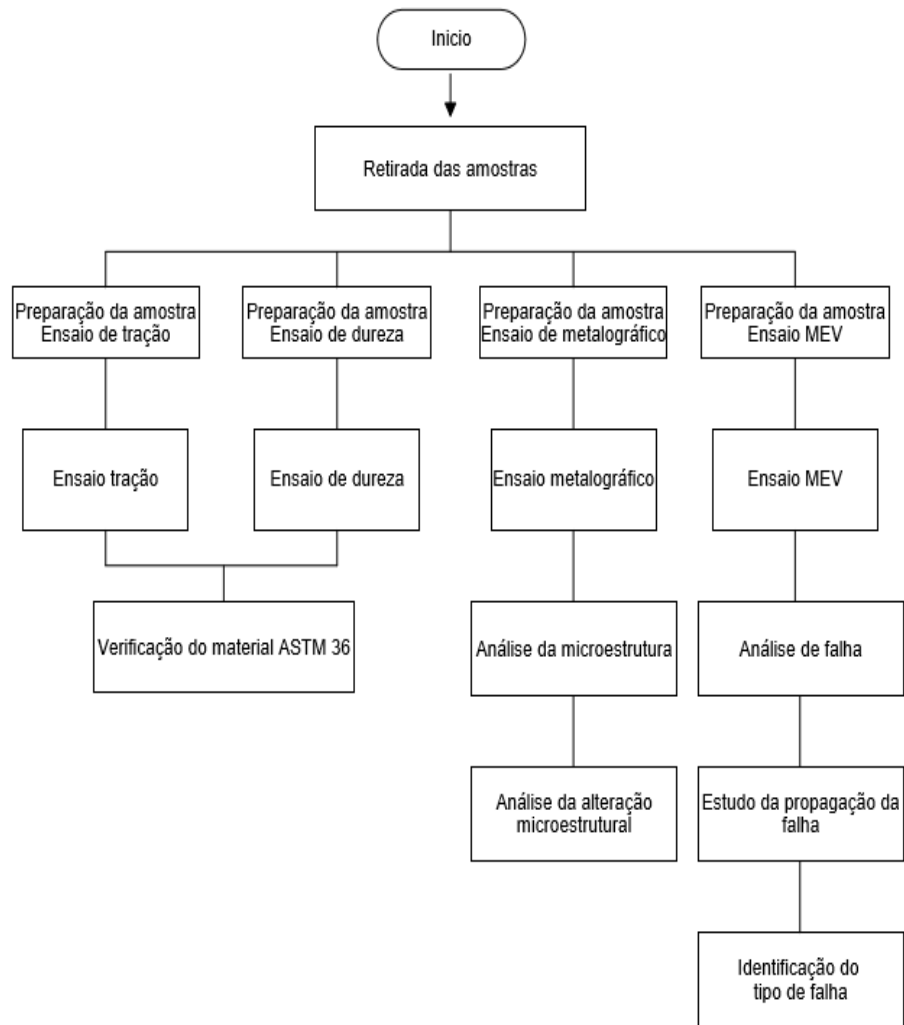 Inicio
Retirada das amostras
Preparação da amostra
Ensaio de tração
Preparação da amostra
Ensaio de dureza
Preparação da amostra
Ensaio de metalográfico
Preparação da amostra
Ensaio MEV
Ensaio tração
Ensaio de dureza
Ensaio metalográfico
Ensaio MEV
Verificação do material ASTM 36
Análise da microestrutura
Análise de falha
Análise da alteração
microestrutural
Estudo da propagação da
falha
Identificação do
tipo de falha